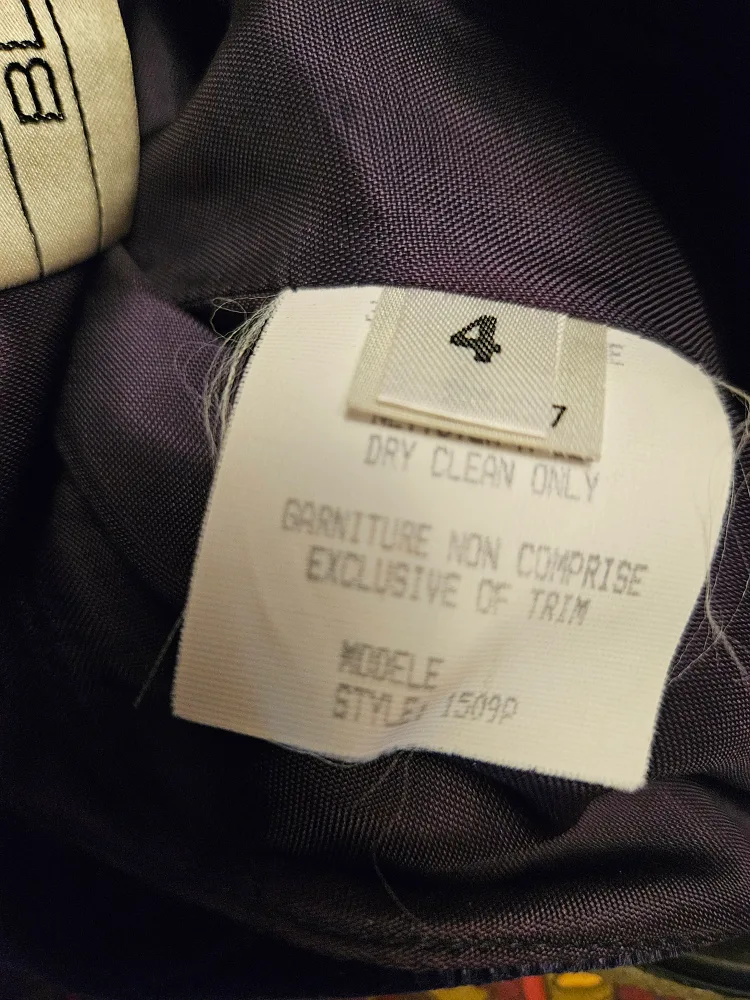 BL
4
7
DRY CLEAN ONLY
GARNITURE NON COMPRISE
EXCLUSIVE OF TRIM
MODELE
STYLE: 1509P